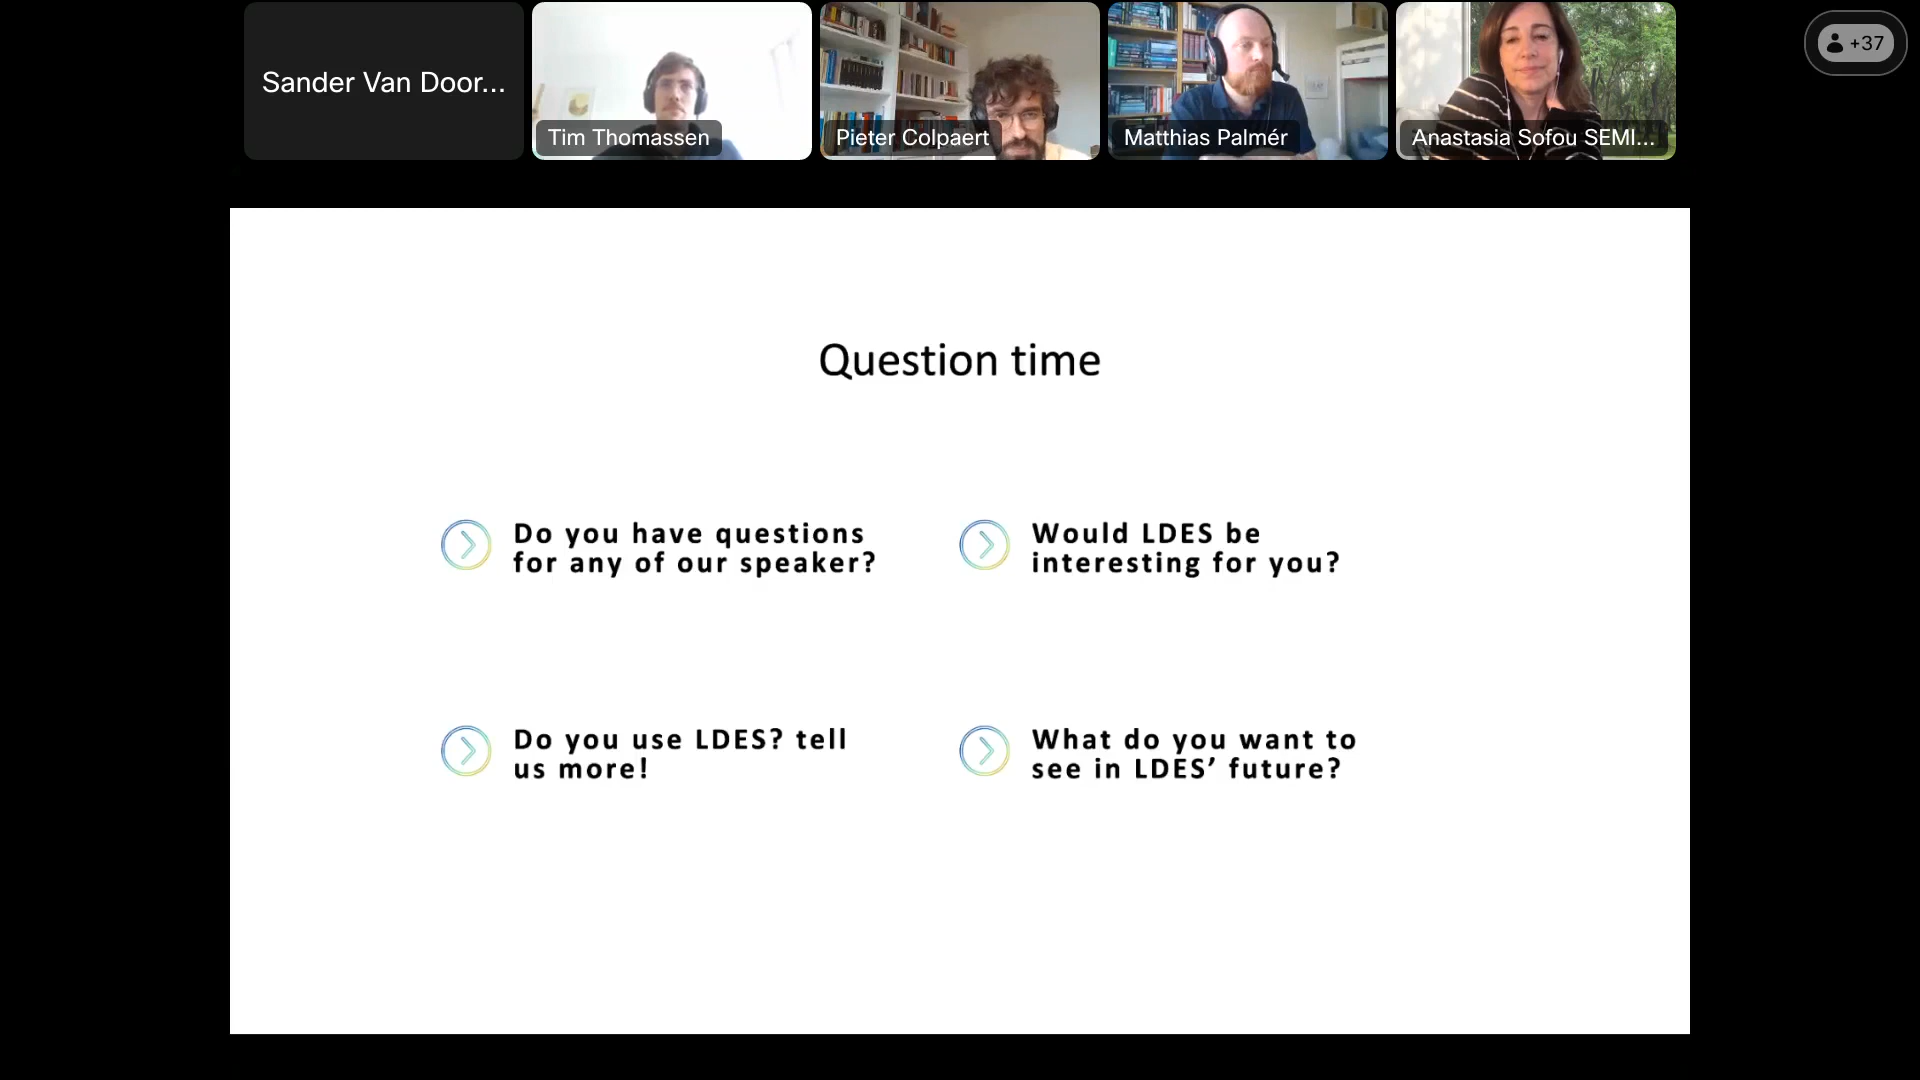 Sander Van Door...
Tim Thomassen
Pieter Colpaert
Matthias Palmér
Anastasia Sofou SEMI...
+37
Question time
Do you have questions
for any of our speaker?
Would LDES be
interesting for you?
Do you use LDES? tell
us more!
What do you want to
see in LDES’ future?